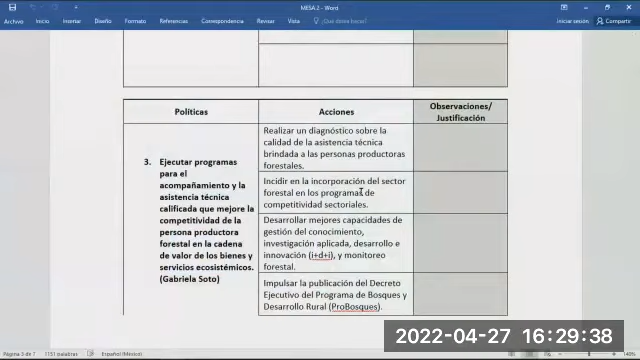 MESA 2 - Word
Archivo Inicio Insertar Diseño Formato Referencias Correspondencia Revisar Vista ¿Qué desea hacer? Iniciar sesión Compartir
Políticas Acciones Observaciones/
Justificación
Realizar un diagnóstico sobre la
calidad de la asistencia técnica
brindada a las personas productoras
forestales.
3. Ejecutar programas
para el
acompañamiento y la
asistencia técnica
calificada que mejore la
competitividad de la
persona productora
forestal en la cadena
de valor de los bienes y
servicios ecosistémicos.
(Gabriela Soto)
Incidir en la incorporación del sector
forestal en los programas de
competitividad sectoriales.
Desarrollar mejores capacidades de
gestión del conocimiento,
investigación aplicada, desarrollo e
innovación (i+d+i), y monitoreo
forestal.
Impulsar la publicación del Decreto
Ejecutivo del Programa de Bosques y
Desarrollo Rural (ProBosques).
Página 3 de 7 1151 palabras Español (México)
2022-04-27 16:29:38